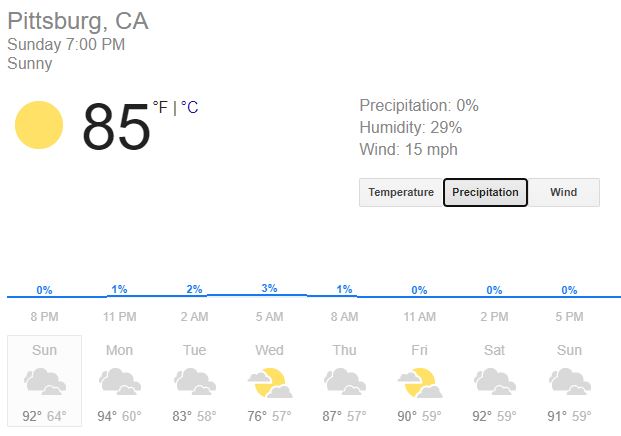 Pittsburg, CA
Sunday 7:00 PM
Sunny
85 °F | °C
Precipitation: 0%
Humidity: 29%
Wind: 15 mph
Temperature Precipitation Wind
0% 1% 2% 3% 1% 0% 0% 0%
8 PM 11 PM 2 AM 5 AM 8 AM 11 AM 2 PM 5 PM
Sun Mon Tue Wed Thu Fri Sat Sun
92° 64° 94° 60° 83° 58° 76° 57° 87° 57° 90° 59° 92° 59° 91° 59°